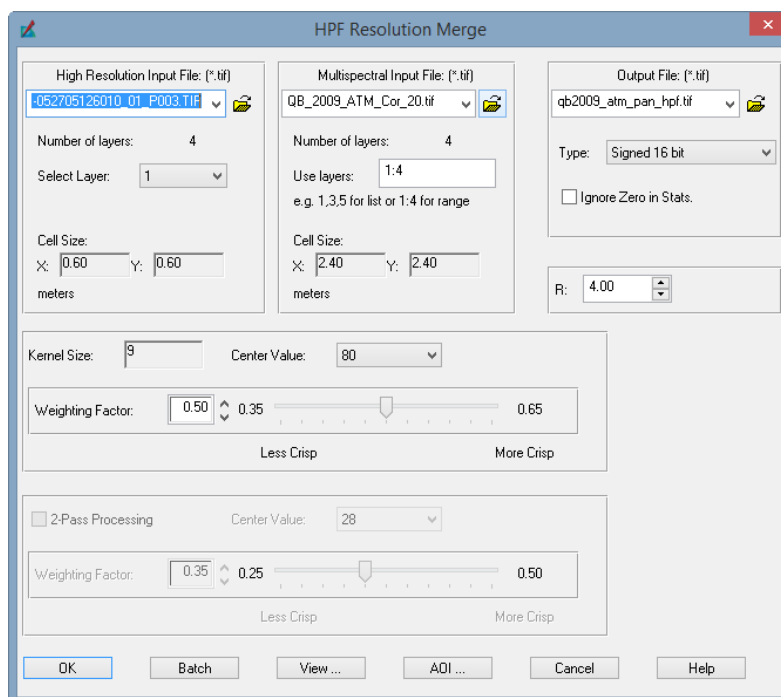 HPF Resolution Merge
High Resolution Input File: (*.tif)
-052705126010_01_P003.TIF
Number of layers: 4
Select Layer: 1
Cell Size:
X: 0.60 Y: 0.60
meters
Multispectral Input File: (*.tif)
QB_2009_ATM_Cor_20.tif
Number of layers: 4
Use layers: 1:4
e.g. 1,3,5 for list or 1:4 for range
Cell Size:
X: 2.40 Y: 2.40
meters
Output File: (*.tif)
qb2009_atm_pan_hpf.tif
Type: Signed 16 bit
Ignore Zero in Stats.
R: 4.00
Kernel Size: 9 Center Value: 80
Weighting Factor: 0.50 0.35 0.65
Less Crisp More Crisp
2-Pass Processing Center Value: 28
Weighting Factor: 0.35 0.25 0.50
Less Crisp More Crisp
OK Batch View ... AOI ... Cancel Help